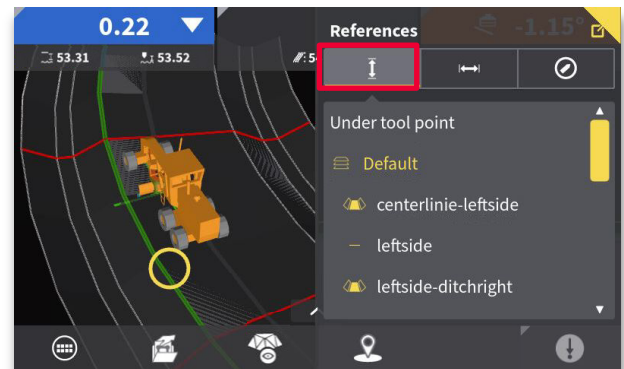 0.22
References
-1.15°
53.31
53.52
Under tool point
Default
centerlinie-leftside
leftside
leftside-ditchright